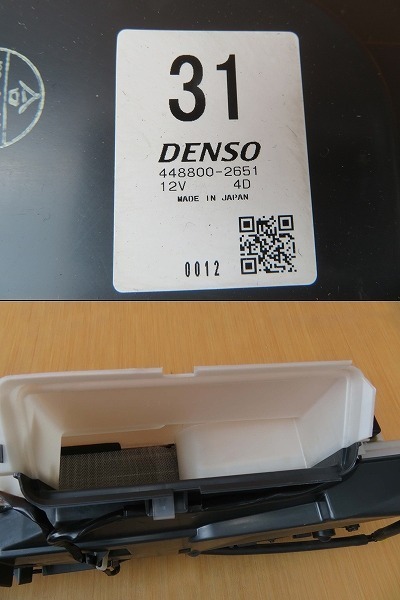 31
DENSO
448800-2651
12V 4D
MADE IN JAPAN
0012